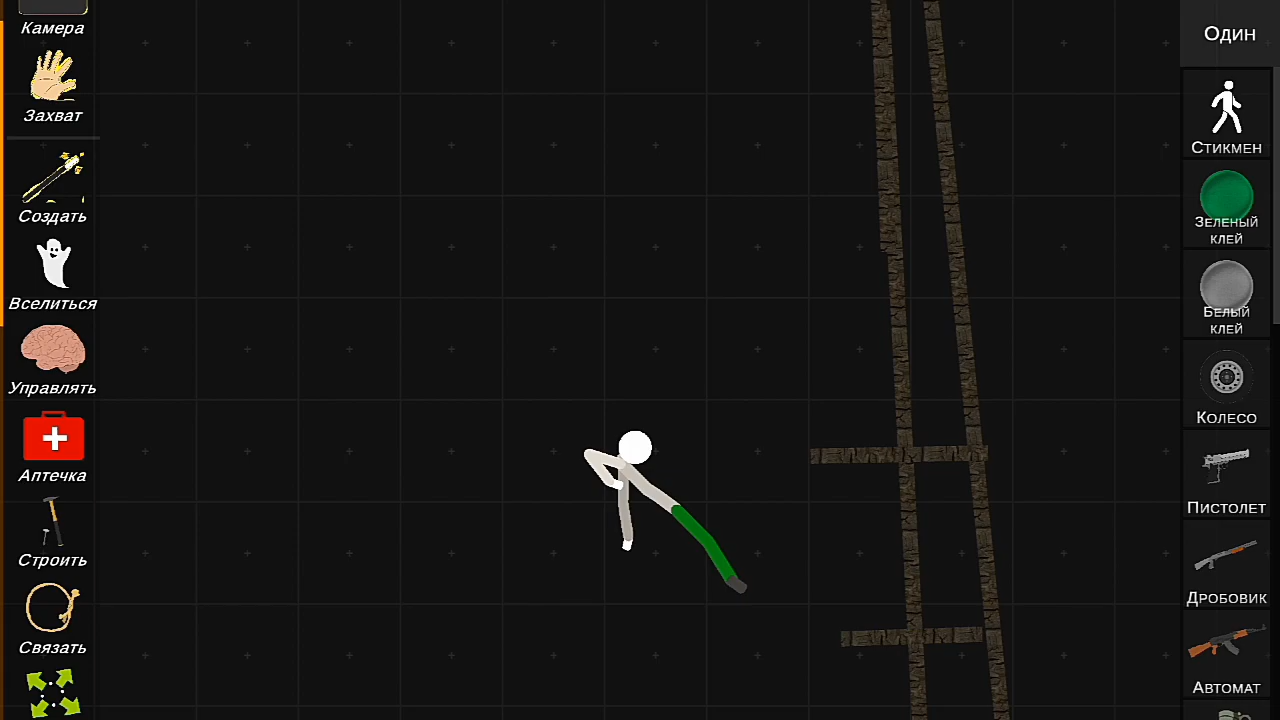 Камера
Захват
Создать
Вселиться
Управлять
Аптечка
Строить
Связать
Один
Стикмен
Зеленый
клей
Белый
клей
Колесо
Пистолет
Дробовик
Автомат